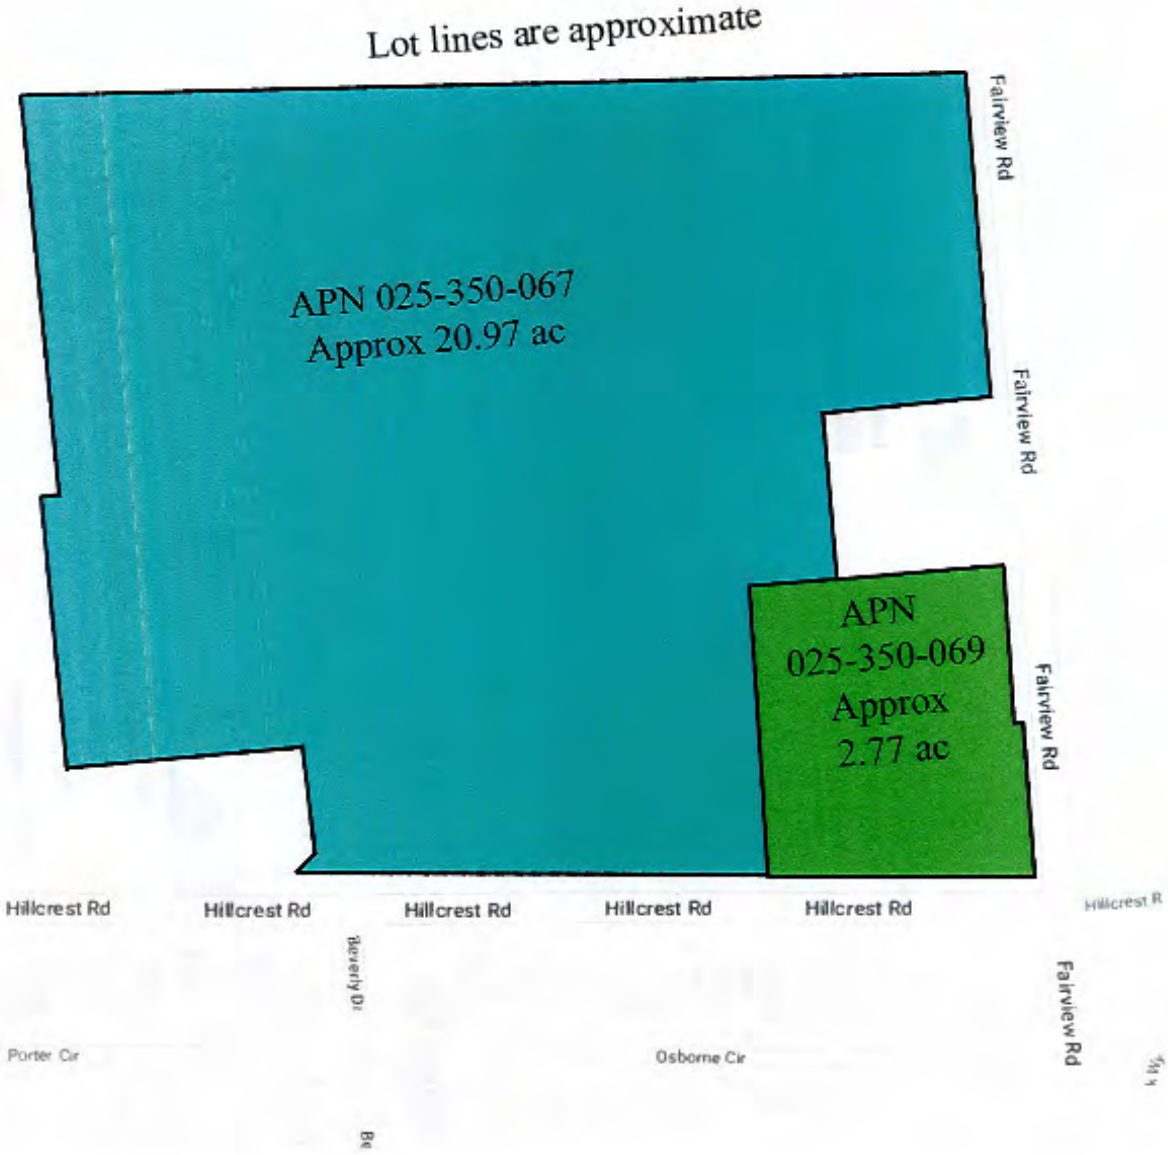 Lot lines are approximate
Fairview Rd
APN 025-350-067
Approx 20.97 ac
Fairview Rd
APN
025-350-069
Approx
2.77 ac
Fairview Rd
Hillcrest Rd
Hillcrest Rd
Hillcrest Rd
Hillcrest Rd
Hillcrest Rd
Hillcrest R
Beverly Dr
Fairview Rd
Porter Cir
Osborne Cir
Be